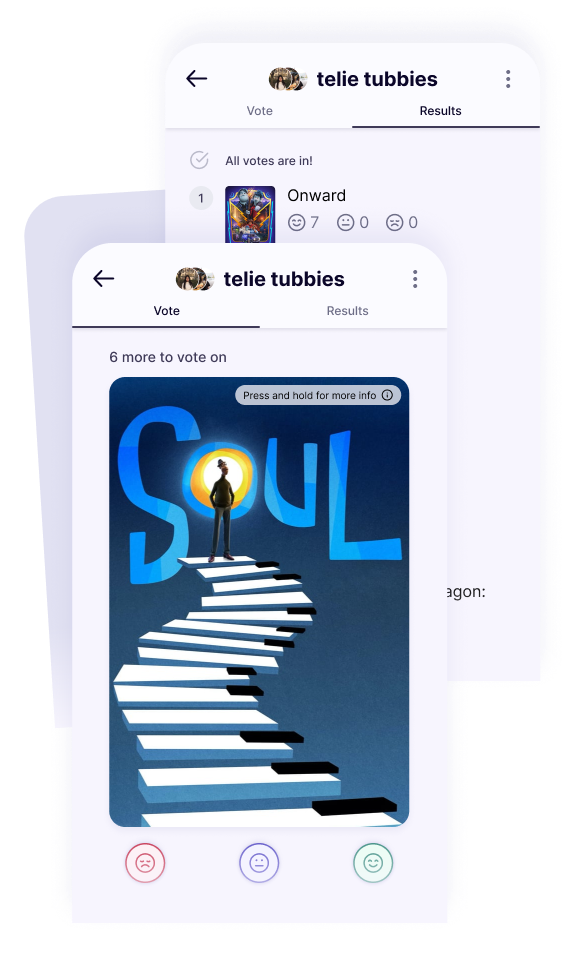 telie tubbies
Vote
Results
All votes are in!
1
Onward
7
0
0
agon:
telie tubbies
Vote
Results
6 more to vote on
Press and hold for more info
SOUL